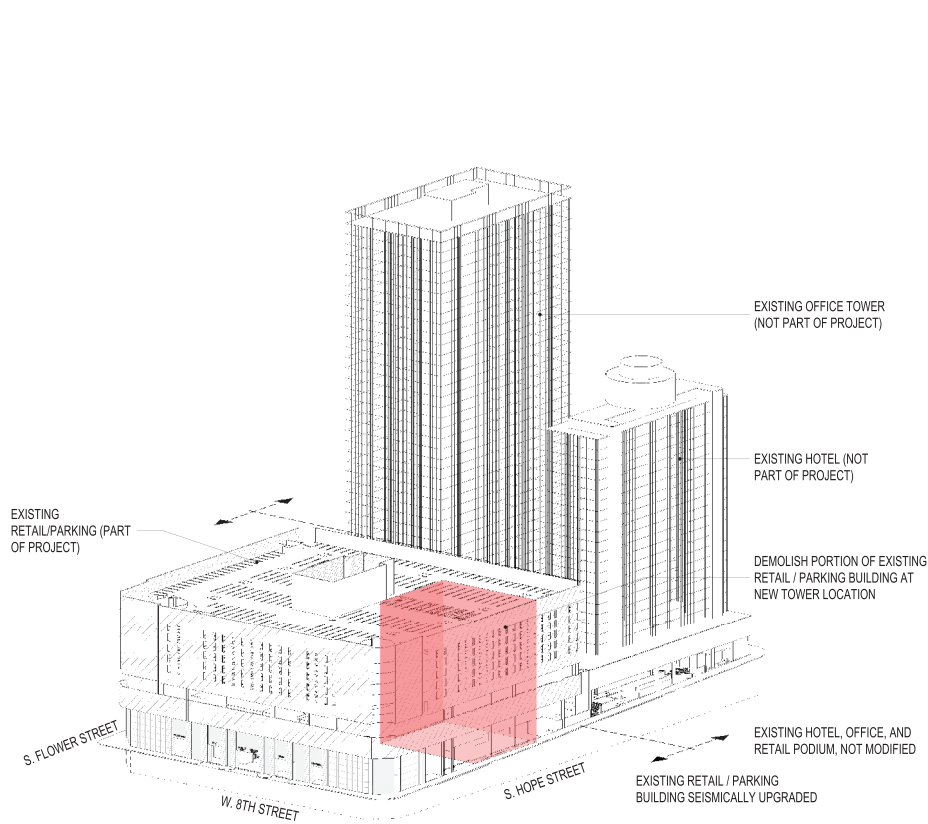 EXISTING OFFICE TOWER
(NOT PART OF PROJECT)
EXISTING HOTEL (NOT
PART OF PROJECT)
EXISTING
RETAIL/PARKING (PART
OF PROJECT)
DEMOLISH PORTION OF EXISTING
RETAIL / PARKING BUILDING AT
NEW TOWER LOCATION
S. FLOWER STREET
W. 8TH STREET
S. HOPE STREET
EXISTING HOTEL, OFFICE, AND
RETAIL PODIUM, NOT MODIFIED
EXISTING RETAIL / PARKING
BUILDING SEISMICALLY UPGRADED